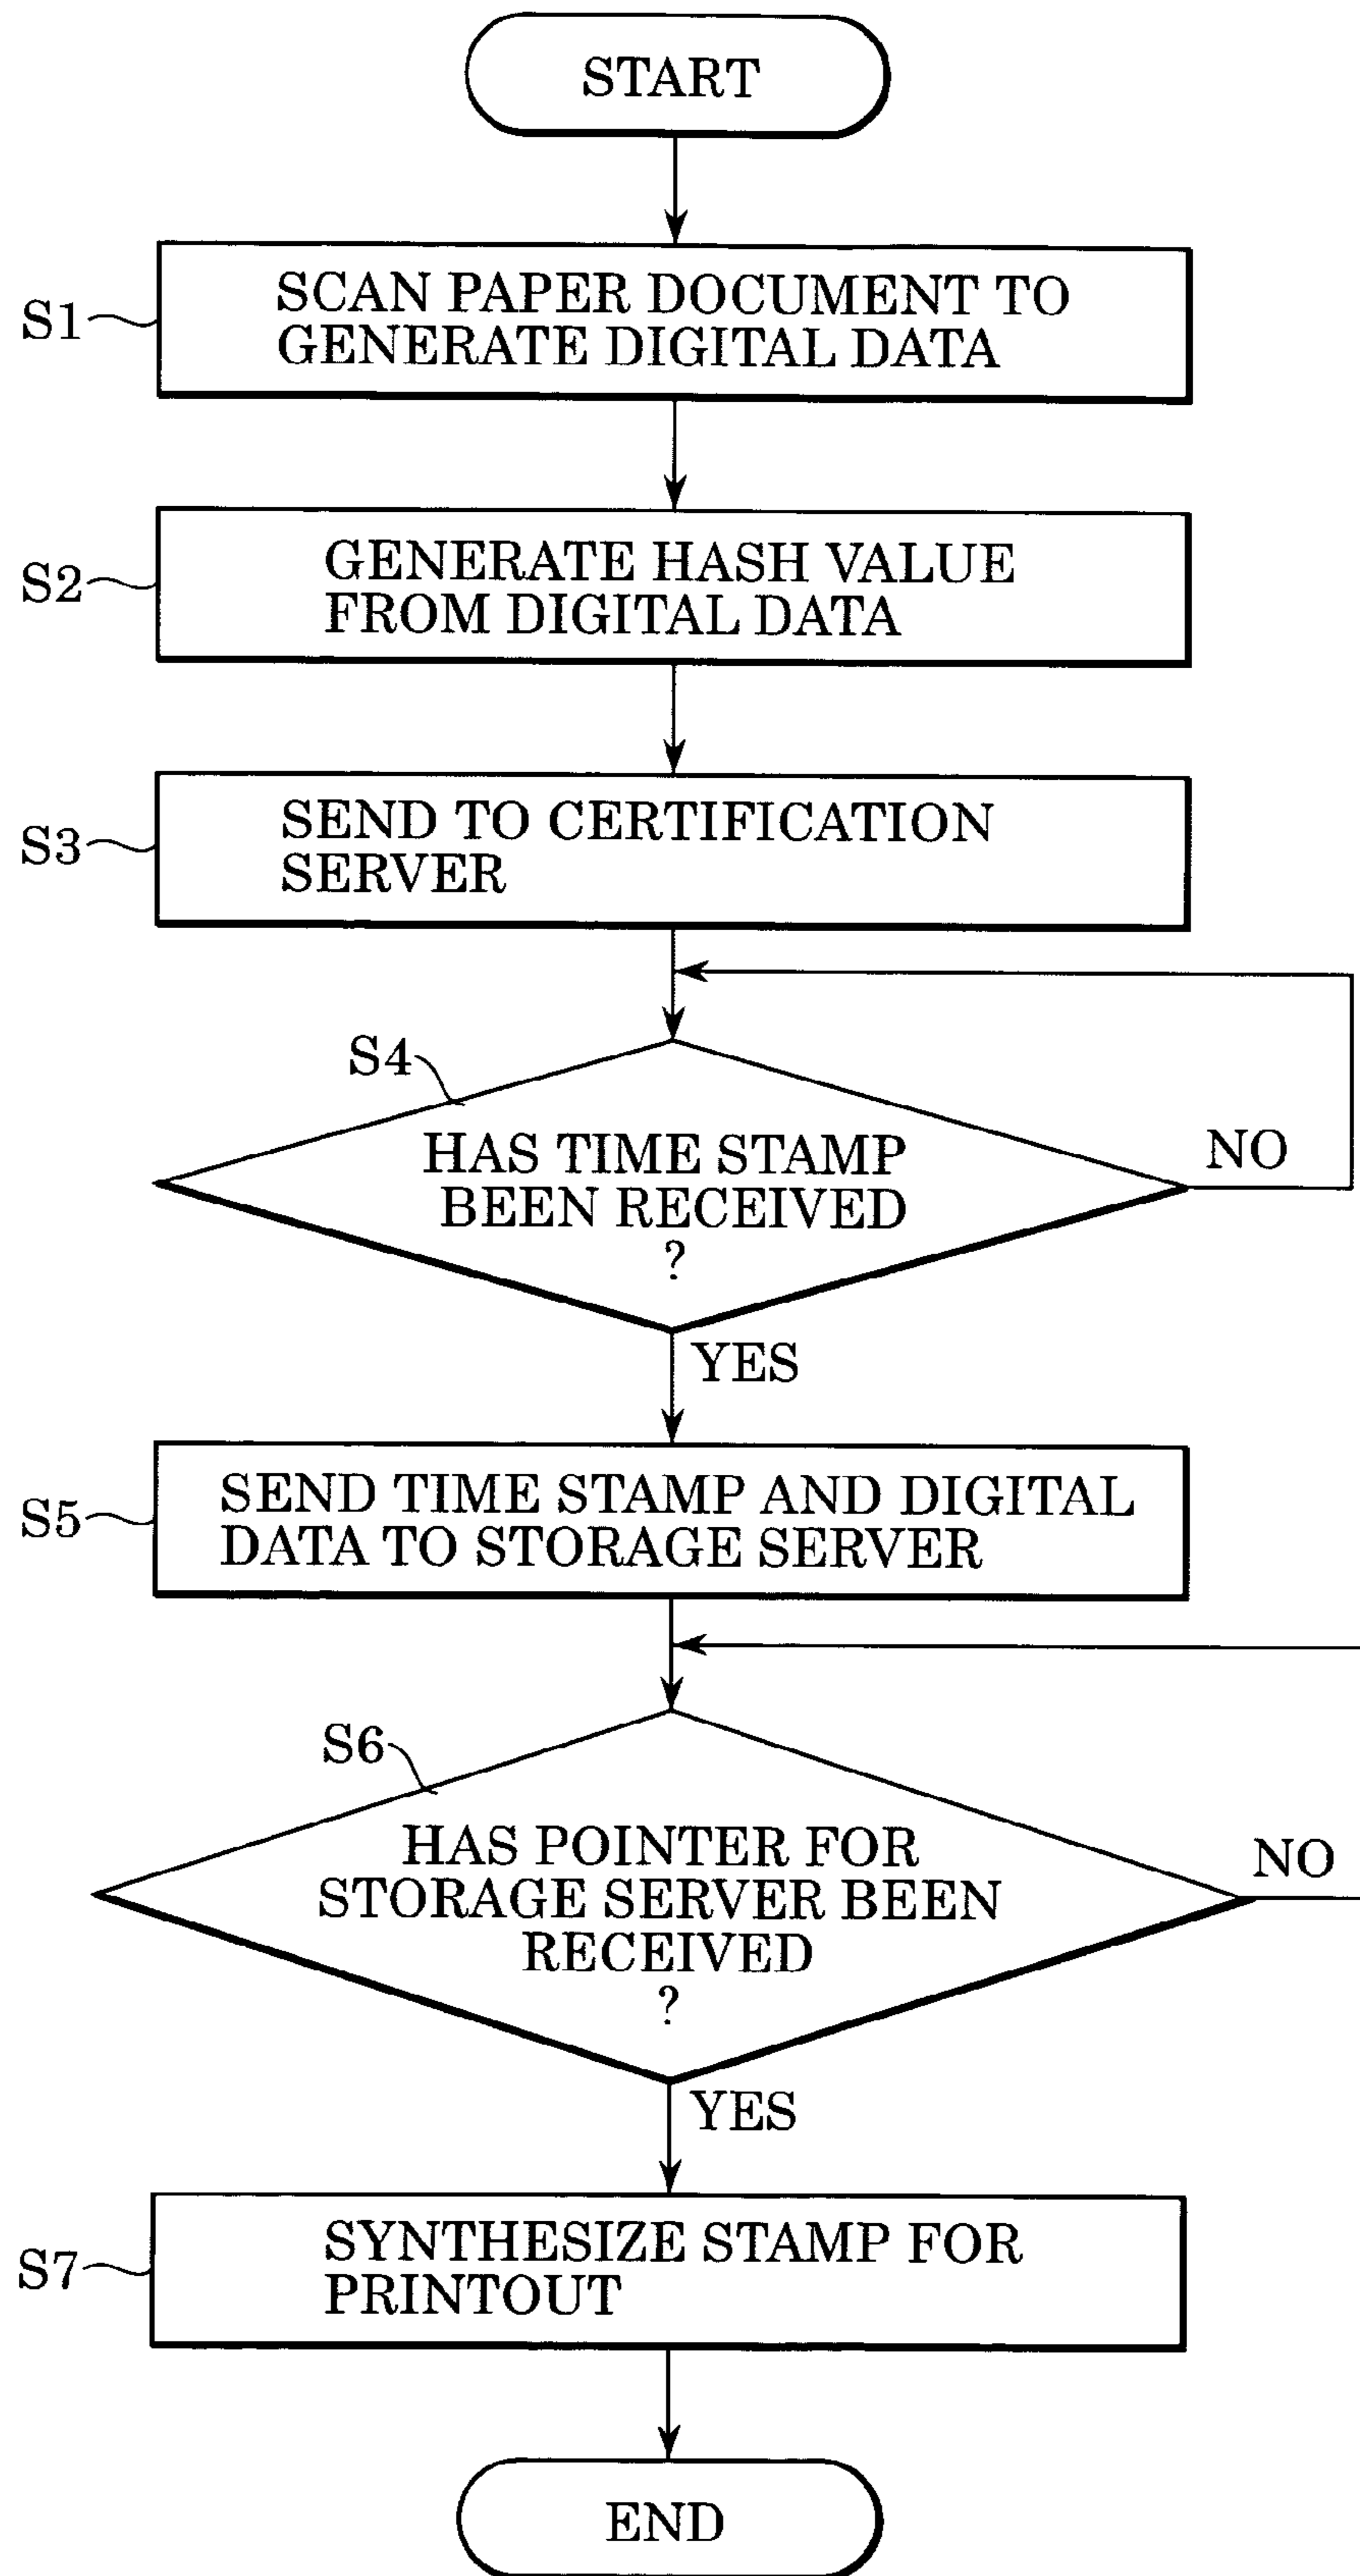 START
S1
SCAN PAPER DOCUMENT TO
GENERATE DIGITAL DATA
S2
GENERATE HASH VALUE
FROM DIGITAL DATA
S3
SEND TO CERTIFICATION
SERVER
S4
HAS TIME STAMP
BEEN RECEIVED
?
NO
YES
S5
SEND TIME STAMP AND DIGITAL
DATA TO STORAGE SERVER
S6
HAS POINTER FOR
STORAGE SERVER BEEN
RECEIVED
?
NO
YES
S7
SYNTHESIZE STAMP FOR
PRINTOUT
END